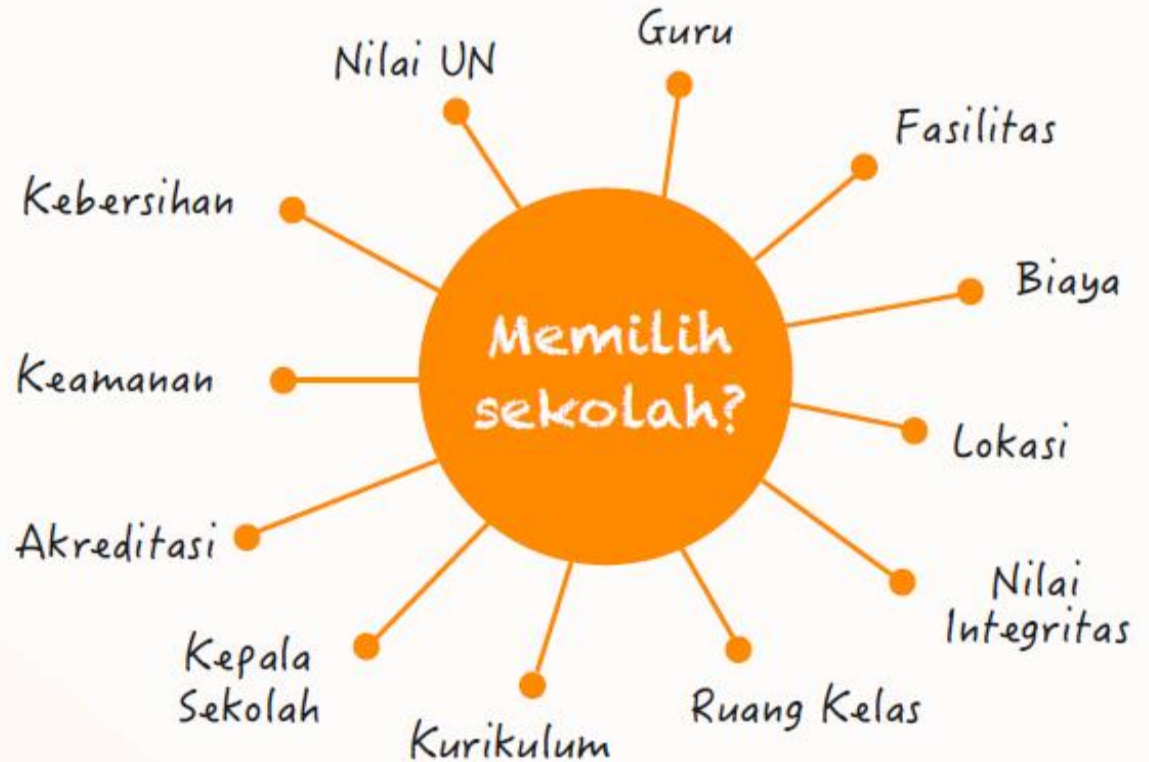 Guru
Nilai UN
Fasilitas
Kebersihan
Biaya
Memilih
sekolah?
Keamanan
Lokasi
Akreditasi
Nilai
Integritas
Kepala
Sekolah
Ruang Kelas
Kurikulum